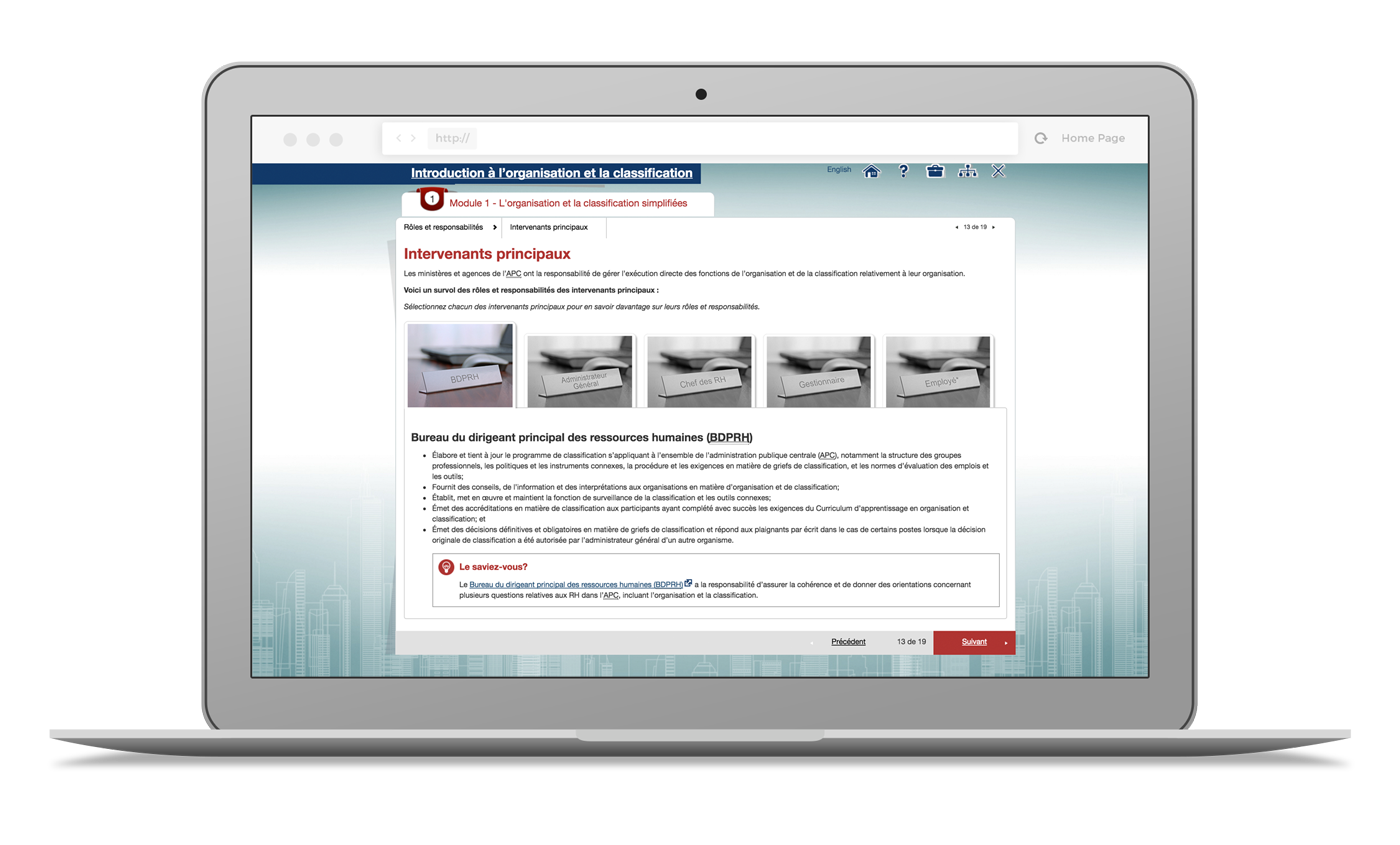 http://
Home Page
Introduction à l'organisation et la classification
English
?
1
Module 1 - L'organisation et la classification simplifiées
Rôles et responsabilités
Intervenants principaux
13 de 19
Intervenants principaux
Les ministères et agences de l'APC ont la responsabilité de gérer l'exécution directe des fonctions de l'organisation et de la classification relativement à leur organisation.
Voici un survol des rôles et responsabilités des intervenants principaux :
Sélectionnez chacun des intervenants principaux pour en savoir davantage sur leurs rôles et responsabilités.
BDPRH
Administrateur
Général
Chef des RH
Gestionnaire
Employé*
Bureau du dirigeant principal des ressources humaines (BDPRH)
• Élabore et tient à jour le programme de classification s'appliquant à l'ensemble de l'administration publique centrale (APC), notamment la structure des groupes
professionnels, les politiques et les instruments connexes, la procédure et les exigences en matière de griefs de classification, et les normes d'évaluation des emplois et
les outils;
• Fournit des conseils, de l'information et des interprétations aux organisations en matière d'organisation et de classification;
• Établit, met en œuvre et maintient la fonction de surveillance de la classification et les outils connexes;
• Émet des accréditations en matière de classification aux participants ayant complété avec succès les exigences du Curriculum d'apprentissage en organisation et
classification; et
• Émet des décisions définitives et obligatoires en matière de griefs de classification et répond aux plaignants par écrit dans le cas de certains postes lorsque la décision
originale de classification a été autorisée par l'administrateur général d'un autre organisme.
Le saviez-vous?
Le Bureau du dirigeant principal des ressources humaines (BDPRH) a la responsabilité d'assurer la cohérence et de donner des orientations concernant
plusieurs questions relatives aux RH dans l'APC, incluant l'organisation et la classification.
Précédent
13 de 19
Suivant